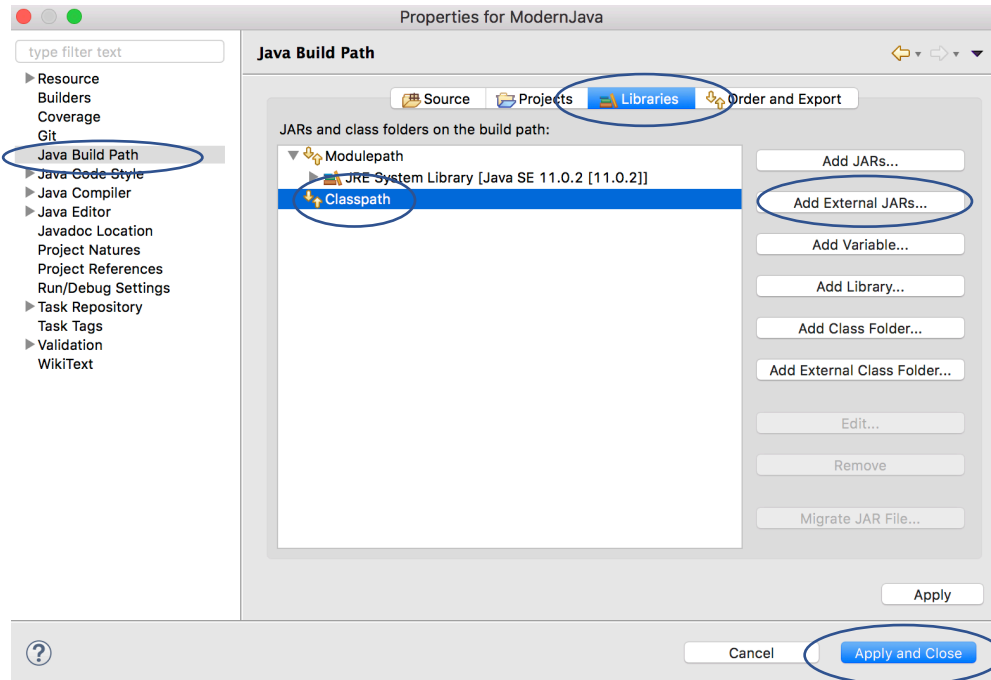 Properties for ModernJava
type filter text
Resource
Builders
Coverage
Git
Java Build Path
Java Code Style
Java Compiler
Java Editor
Javadoc Location
Project Natures
Project References
Run/Debug Settings
Task Repository
Task Tags
Validation
WikiText
Java Build Path
Source Projects Libraries Order and Export
JARs and class folders on the build path:
Modulepath
JRE System Library [Java SE 11.0.2 [11.0.2]]
Classpath
Add JARs...
Add External JARs...
Add Variable...
Add Library...
Add Class Folder...
Add External Class Folder...
Edit...
Remove
Migrate JAR File...
Apply
?
Cancel Apply and Close